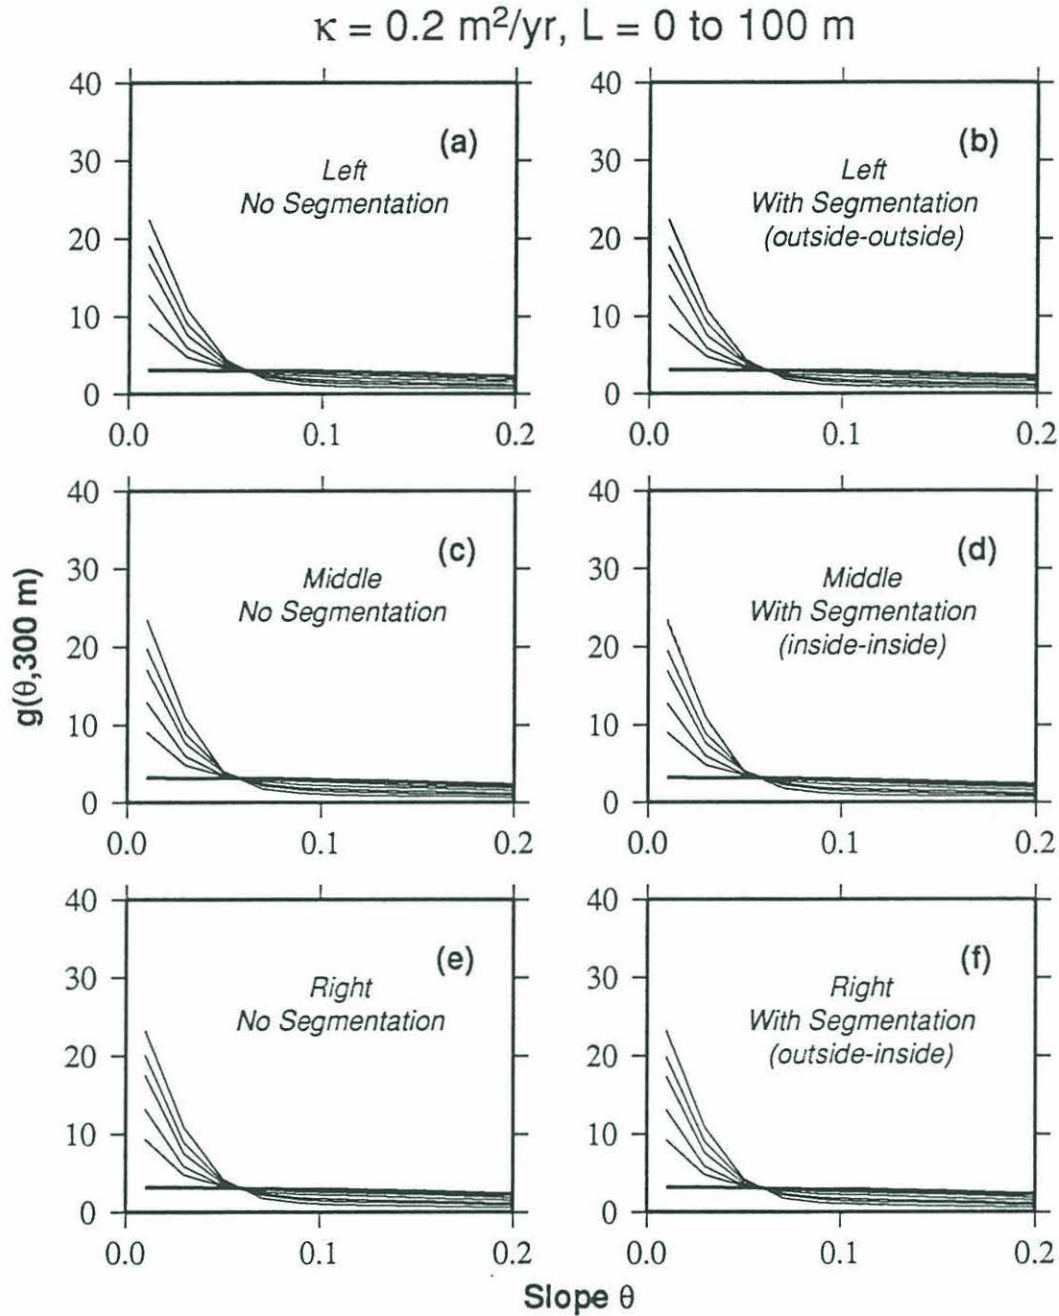 κ = 0.2 m²/yr, L = 0 to 100 m
40
30
20
10
0
0.0 0.1 0.2
(a)
Left
No Segmentation
40
30
20
10
0
0.0 0.1 0.2
(b)
Left
With Segmentation
(outside-outside)
40
30
20
10
0
0.0 0.1 0.2
(c)
Middle
No Segmentation
40
30
20
10
0
0.0 0.1 0.2
(d)
Middle
With Segmentation
(inside-inside)
40
30
20
10
0
0.0 0.1 0.2
(e)
Right
No Segmentation
40
30
20
10
0
0.0 0.1 0.2
(f)
Right
With Segmentation
(outside-inside)
g(θ,300 m)
Slope θ